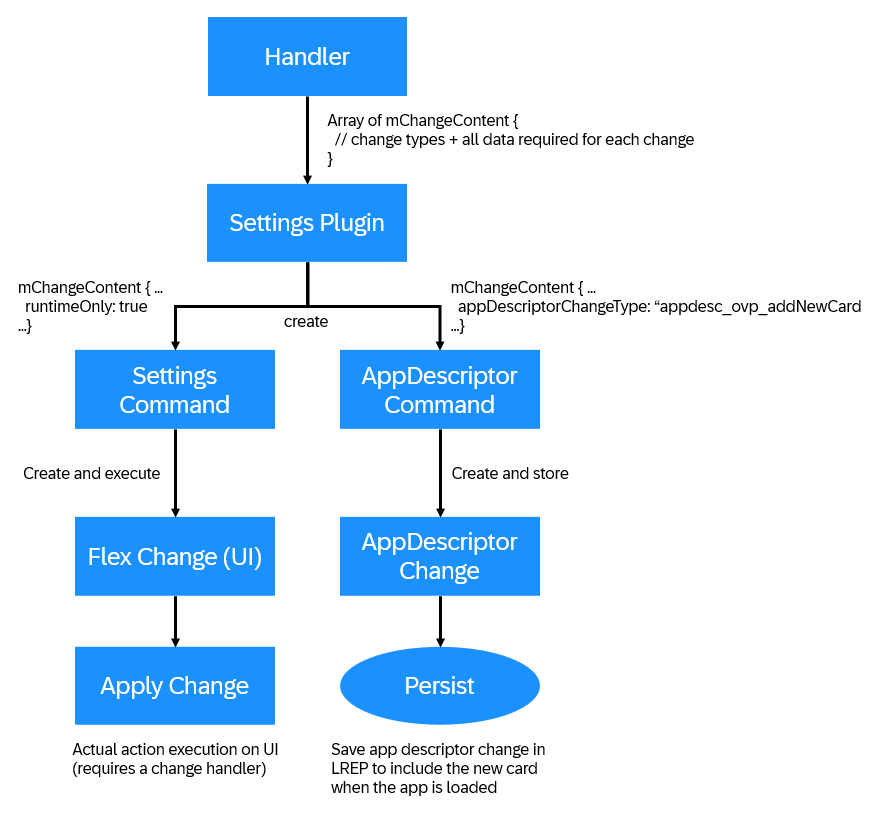 Handler
Array of mChangeContent {
// change types + all data required for each change
}
Settings Plugin
mChangeContent { ...
runtimeOnly: true
...}
create
mChangeContent { ...
appDescriptorChangeType: “appdesc_ovp_addNewCard
...}
Settings
Command
AppDescriptor
Command
Create and execute
Create and store
Flex Change (UI)
AppDescriptor
Change
Apply Change
Persist
Actual action execution on UI
(requires a change handler)
Save app descriptor change in
LREP to include the new card
when the app is loaded